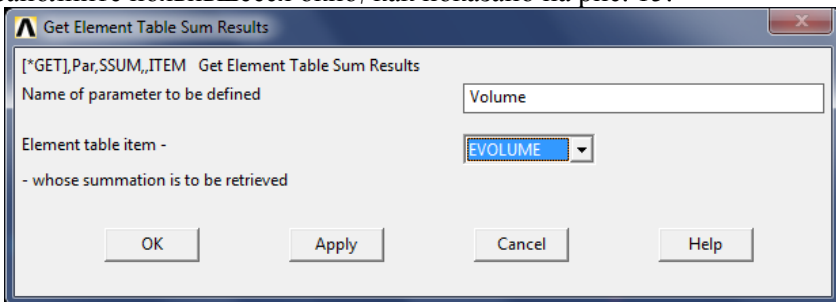 Get Element Table Sum Results
[*GET],Par,SSUM,,ITEM Get Element Table Sum Results
Name of parameter to be defined
Volume
Element table item -
EVOLUME
- whose summation is to be retrieved
OK Apply Cancel Help